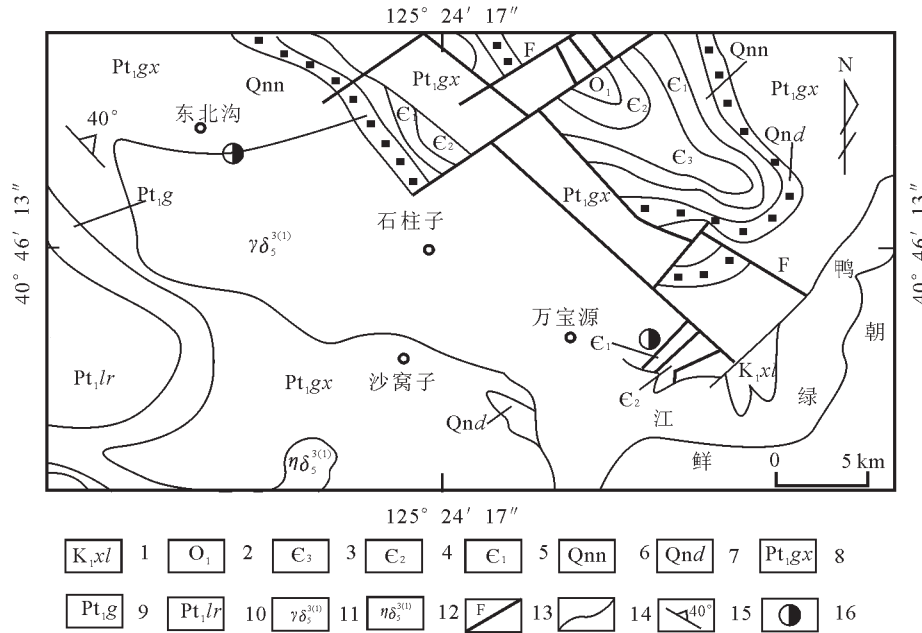 125° 24′ 17″
Qnn
Pt₁gx
F
O₁
Є₁
Є₂
Qnn
Pt₁gx
N
40°
东北沟
Є₁
Є₂
Є₃
Qnd
Pt₁g
Pt₁gx
石柱子
γδ₅³⁽¹⁾
40° 46′ 13″
40° 46′ 13″
F
鸭
朝
万宝源
Є₁
Pt₁lr
Pt₁gx
沙窝子
Є₂
K₁xl
绿
Qnd
江
鲜
ηδ₅³⁽¹⁾
0 5 km
125° 24′ 17″
K₁xl 1 O₁ 2 Є₃ 3 Є₂ 4 Є₁ 5 Qnn 6 Qnd 7 Pt₁gx 8
Pt₁g 9 Pt₁lr 10 γδ₅³⁽¹⁾ 11 ηδ₅³⁽¹⁾ 12 F 13 14 40° 15 16